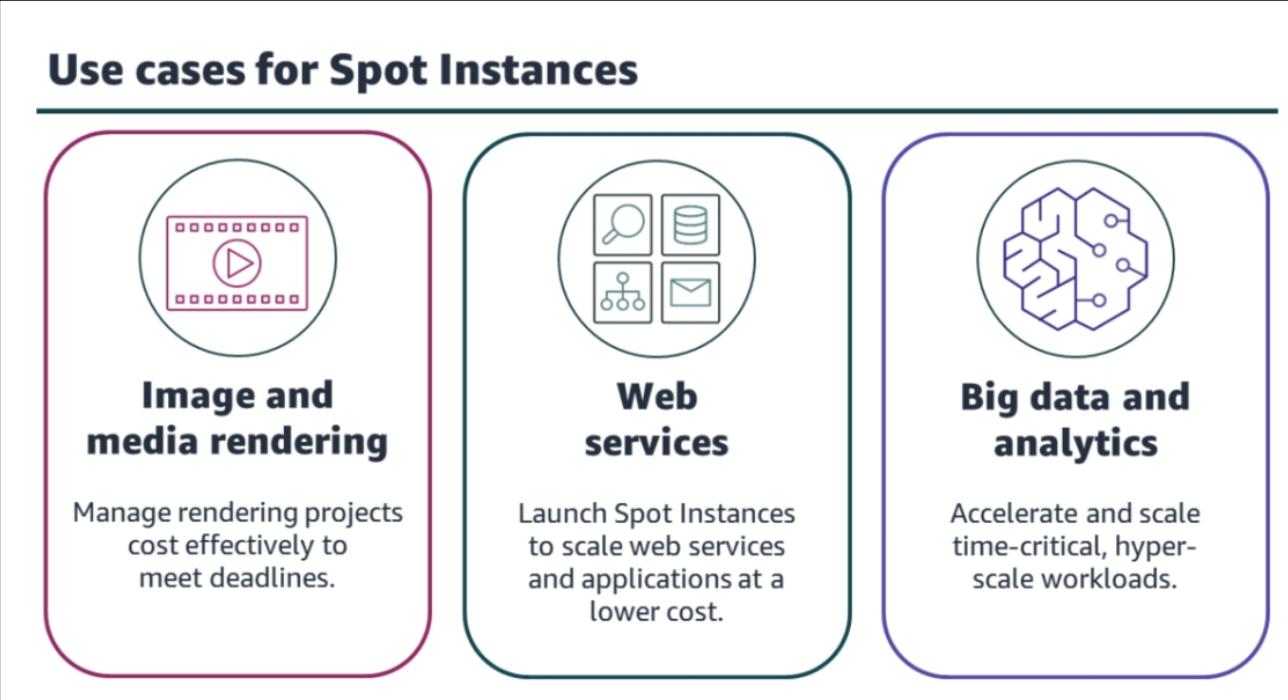 Use cases for Spot Instances
Image and
media rendering
Manage rendering projects
cost effectively to
meet deadlines.
Web
services
Launch Spot Instances
to scale web services
and applications at a
lower cost.
Big data and
analytics
Accelerate and scale
time-critical, hyper-
scale workloads.